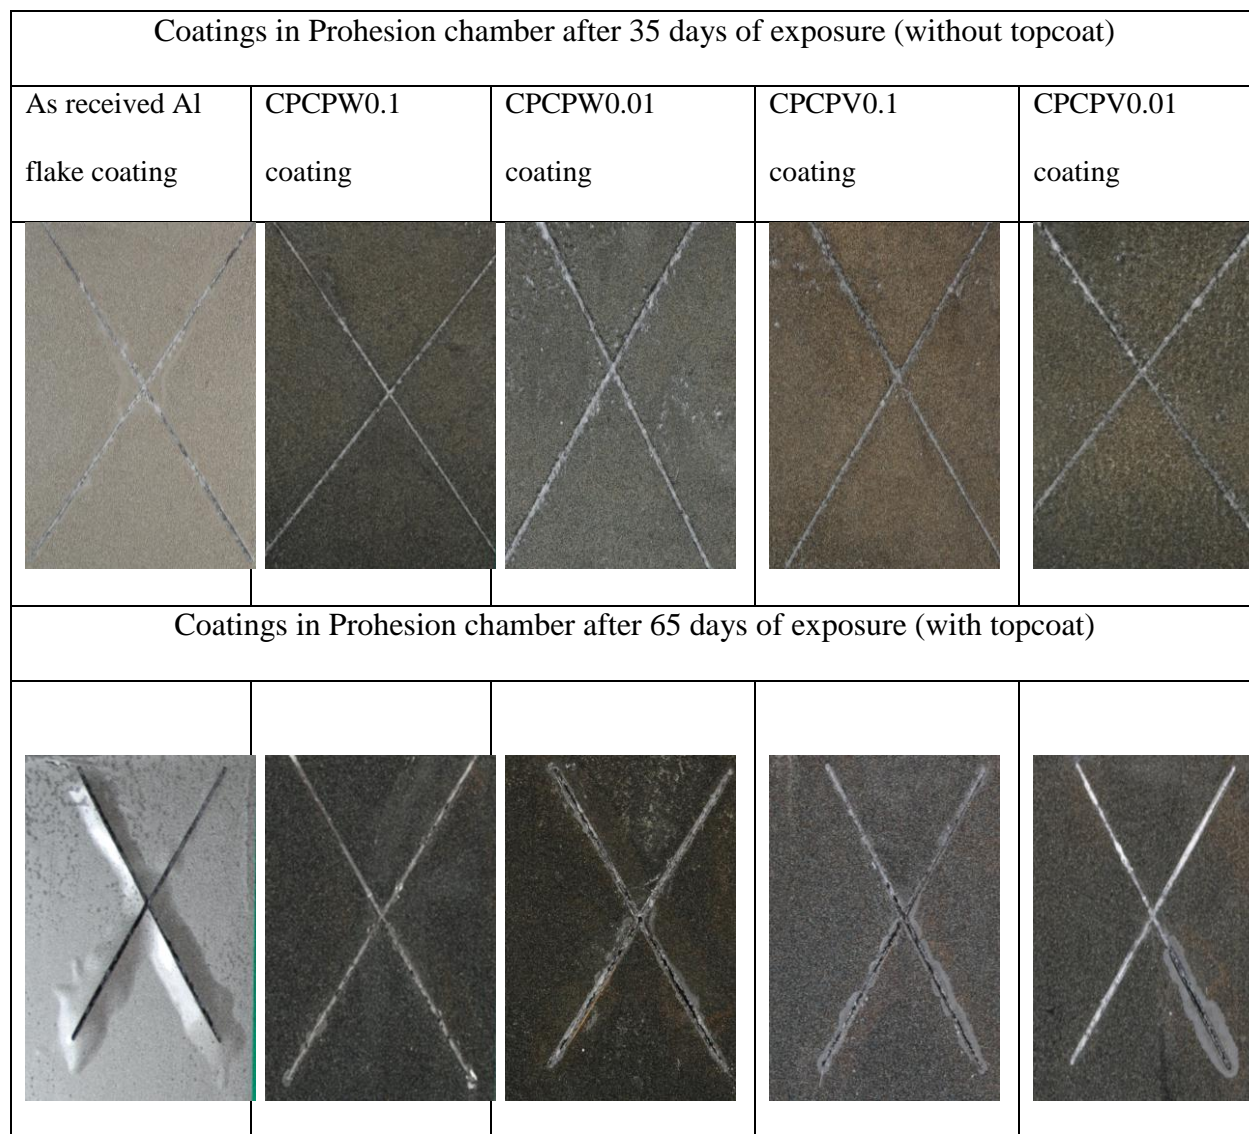 Coatings in Prohesion chamber after 35 days of exposure (without topcoat)
As received Al
flake coating
CPCPW0.1
coating
CPCPW0.01
coating
CPCPV0.1
coating
CPCPV0.01
coating
Coatings in Prohesion chamber after 65 days of exposure (with topcoat)